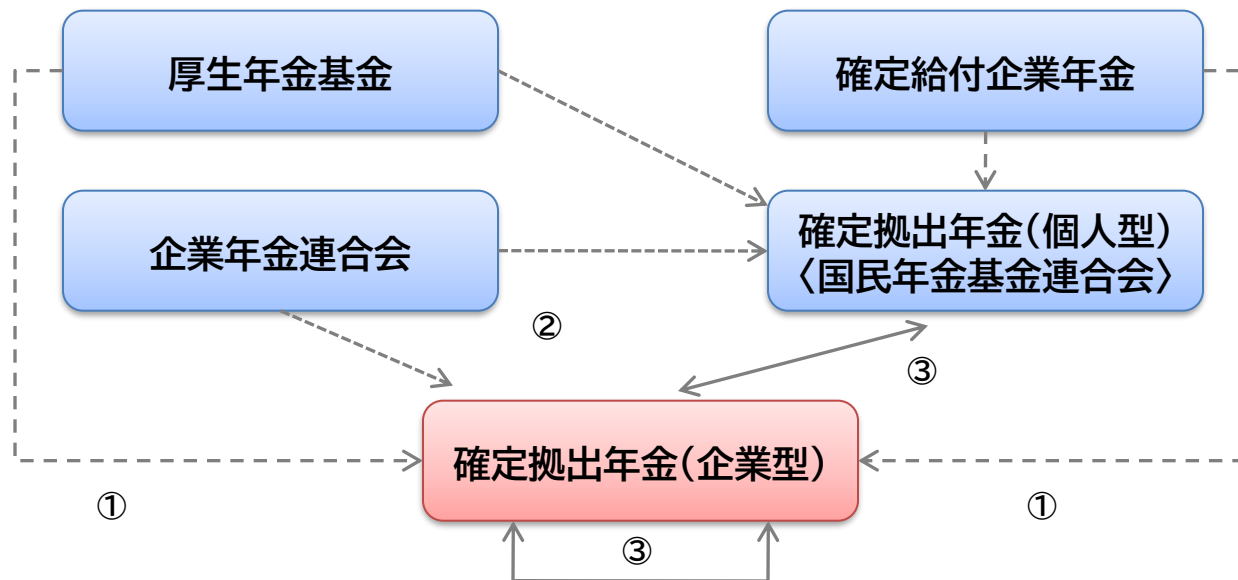 厚生年金基金
確定給付企業年金
企業年金連合会
確定拠出年金(個人型)
〈国民年金基金連合会〉
②
③
確定拠出年金(企業型)
①
①
③